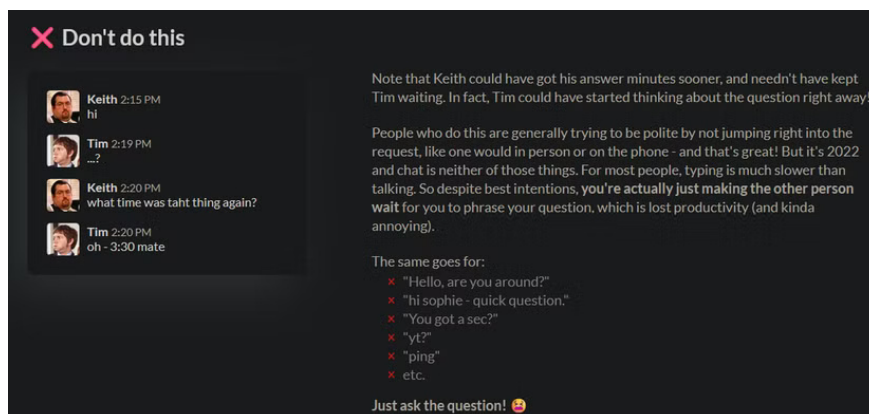 ❌ Don't do this
Keith 2:15 PM
hi
Tim 2:19 PM
...?
Keith 2:20 PM
what time was taht thing again?
Tim 2:20 PM
oh - 3:30 mate
Note that Keith could have got his answer minutes sooner, and needn't have kept
Tim waiting. In fact, Tim could have started thinking about the question right away!
People who do this are generally trying to be polite by not jumping right into the
request, like one would in person or on the phone - and that's great! But it's 2022
and chat is neither of those things. For most people, typing is much slower than
talking. So despite best intentions, you're actually just making the other person
wait for you to phrase your question, which is lost productivity (and kinda
annoying).
The same goes for:
× "Hello, are you around?"
× "hi sophie - quick question."
× "You got a sec?"
× "yt?"
× "ping"
× etc.
Just ask the question! 😝